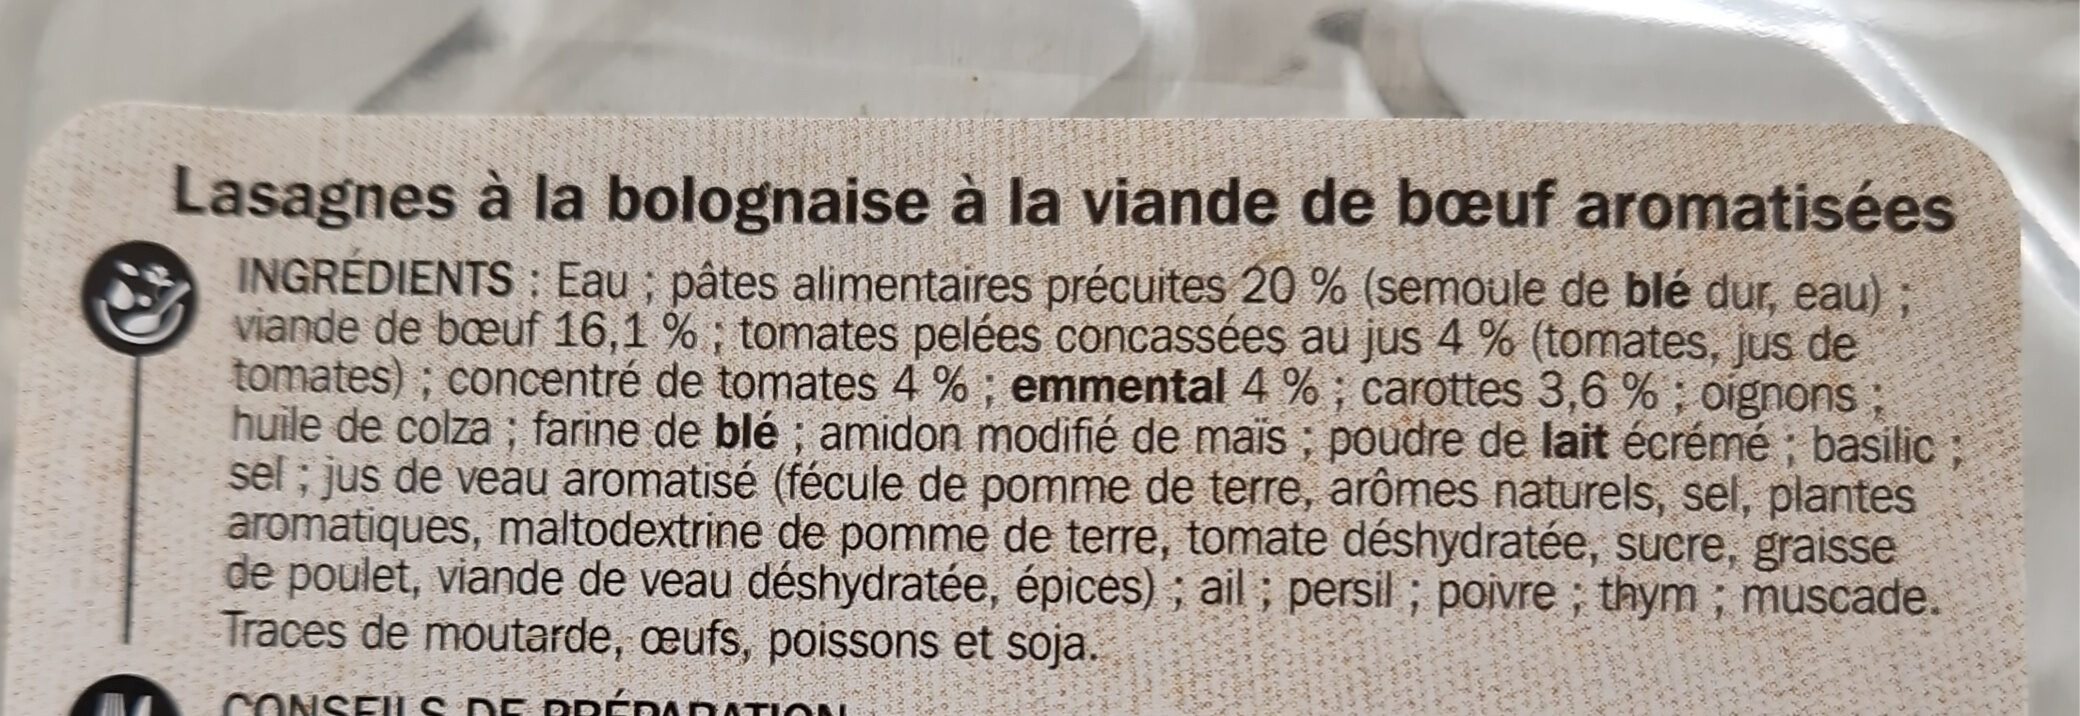 Lasagnes à la bolognaise à la viande de bœuf aromatisées
INGRÉDIENTS : Eau ; pâtes alimentaires précuites 20 % (semoule de blé dur, eau) ;
viande de bœuf 16,1 % ; tomates pelées concassées au jus 4 % (tomates, jus de
tomates) ; concentré de tomates 4 % ; emmental 4 % ; carottes 3,6 % ; oignons ;
huile de colza ; farine de blé ; amidon modifié de maïs ; poudre de lait écrémé ; basilic ;
sel ; jus de veau aromatisé (fécule de pomme de terre, arômes naturels, sel, plantes
aromatiques, maltodextrine de pomme de terre, tomate déshydratée, sucre, graisse
de poulet, viande de veau déshydratée, épices) ; ail ; persil ; poivre ; thym ; muscade.
Traces de moutarde, œufs, poissons et soja.
CONSEILS DE PRÉPARATION